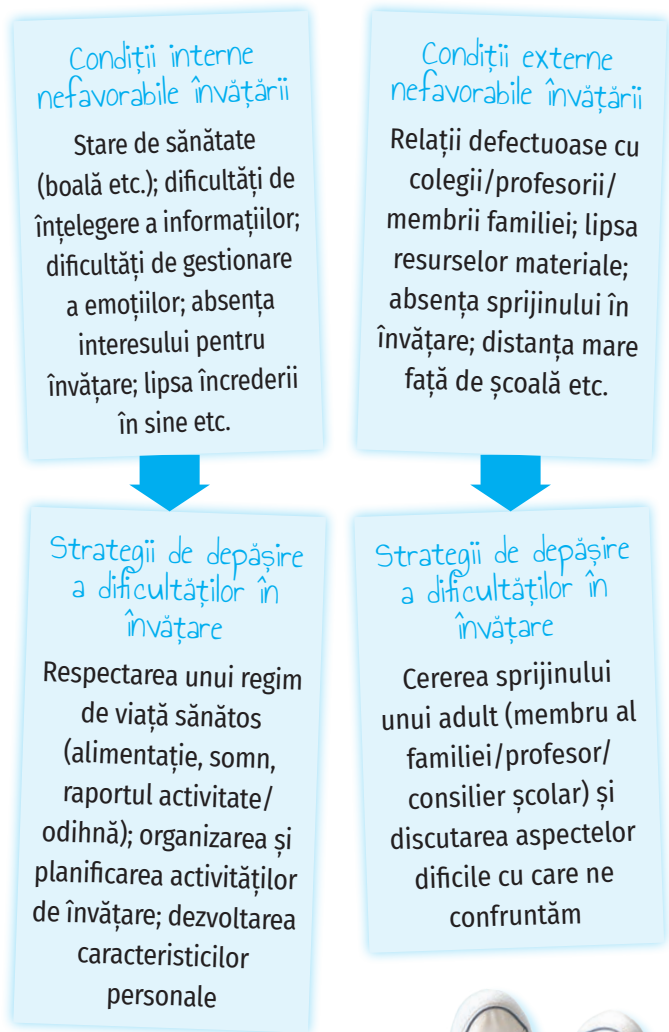 Condiții interne
nefavorabile învățării
Stare de sănătate
(boală etc.); dificultăți de
înțelegere a informațiilor;
dificultăți de gestionare
a emoțiilor; absența
interesului pentru
învățare; lipsa încrederii
în sine etc.
Condiții externe
nefavorabile învățării
Relații defectuoase cu
colegii/profesorii/
membrii familiei; lipsa
resurselor materiale;
absența sprijinului în
învățare; distanța mare
față de școală etc.
Strategii de depășire
a dificultăților în
învățare
Respectarea unui regim
de viață sănătos
(alimentație, somn,
raportul activitate/
odihnă); organizarea și
planificarea activităților
de învățare; dezvoltarea
caracteristicilor
personale
Strategii de depășire
a dificultăților în
învățare
Cererea sprijinului
unui adult (membru al
familiei/profesor/
consilier școlar) și
discutarea aspectelor
dificile cu care ne
confruntăm